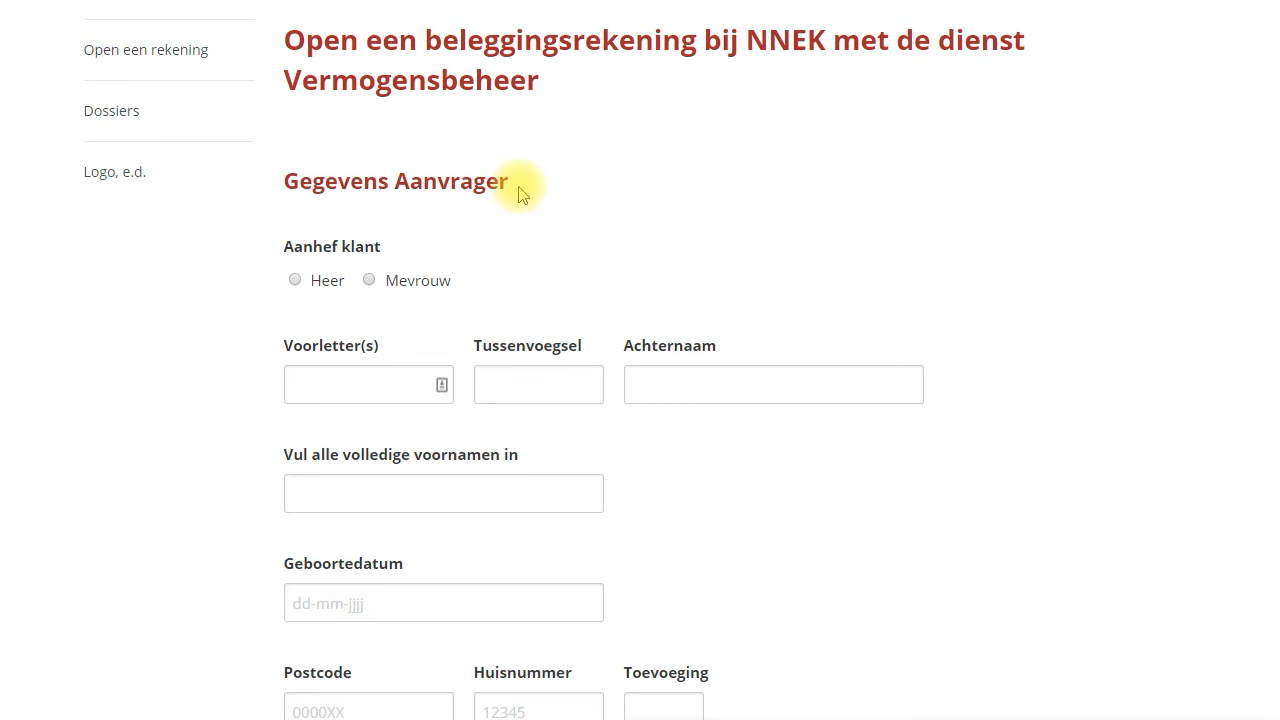 Open een rekening
Dossiers
Logo, e.d.
Open een beleggingsrekening bij NNEK met de dienst
Vermogensbeheer
Gegevens Aanvrager
Aanhef klant
Heer Mevrouw
Voorletter(s) Tussenvoegsel Achternaam
Vul alle volledige voornamen in
Geboortedatum
dd-mm-jjjj
Postcode Huisnummer Toevoeging
0000XX 12345